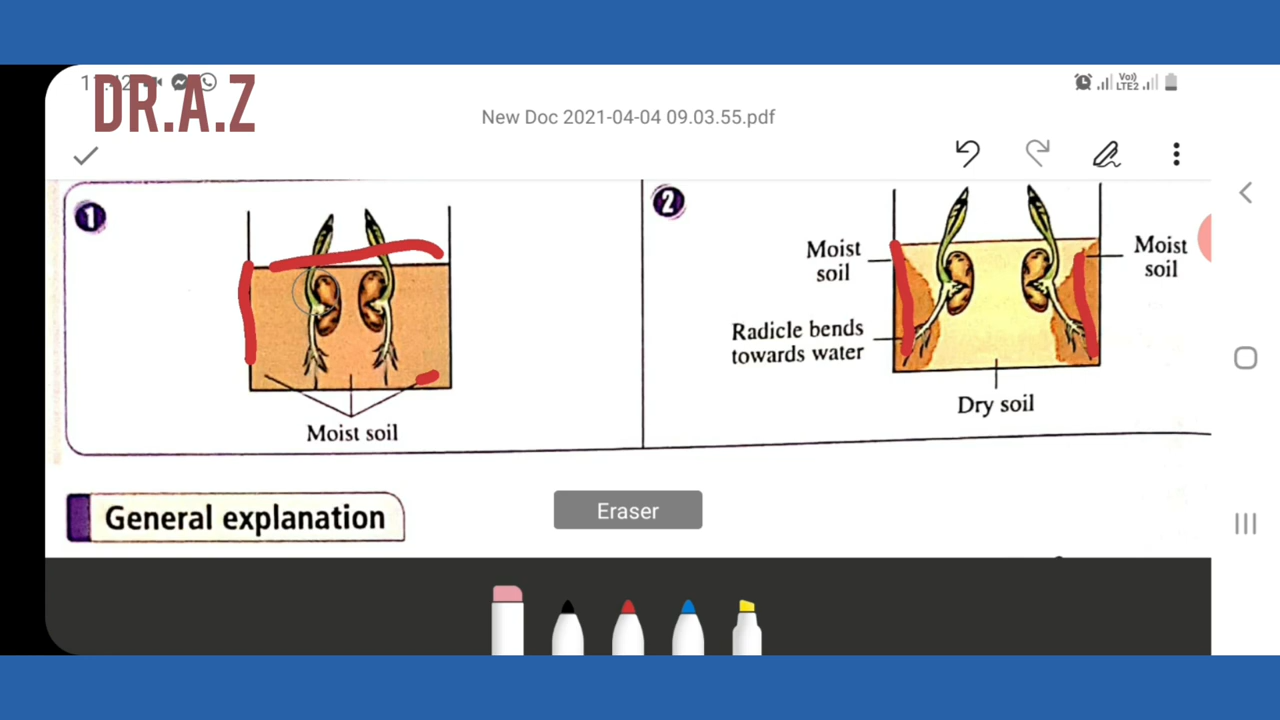 DR.A.Z
VoLTE2
New Doc 2021-04-04 09.03.55.pdf
1
Moist soil
2
Moist
soil
Radicle bends
towards water
Moist
soil
Dry soil
General explanation
Eraser